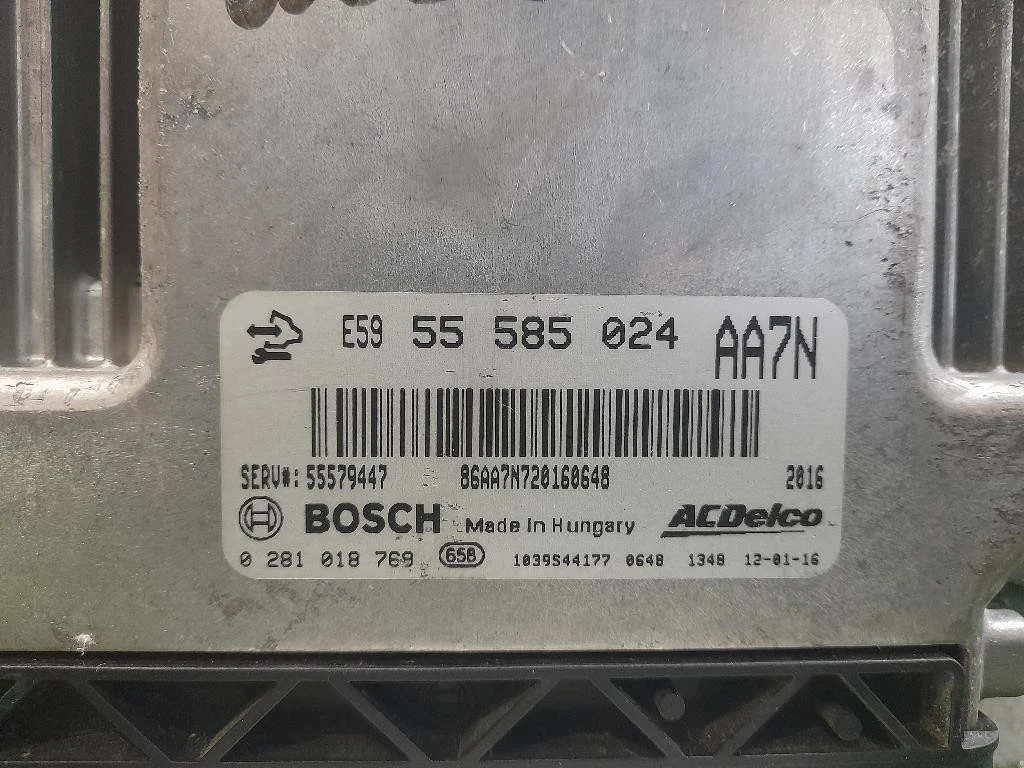 E59 55 585 024 AA7N
SERV#: 55579447 86AA7N720160648 2016
BOSCH Made in Hungary ACDelco
0 281 018 769 65B 1039S44177 0648 1348 12-01-16